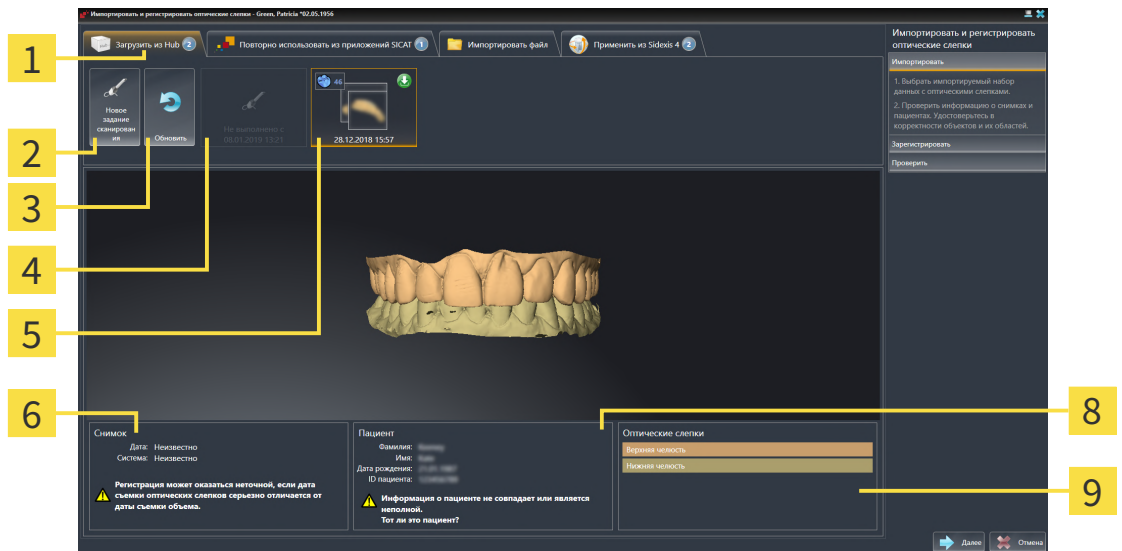 Импортировать и регистрировать оптические слепки - Green, Patricia *02.05.1956
Загрузить из Hub 2
Повторно использовать из приложений SICAT 1
Импортировать файл
Применить из Sidexis 4 2
Импортировать и регистрировать
оптические слепки
Импортировать
1. Выбрать импортируемый набор
данных с оптическими слепками.
2. Проверить информацию о снимках и
пациентах. Удостоверьтесь в
корректности объектов и их областей.
Зарегистрировать
Проверить
1
2
3
4
5
6
8
9
Новое
задание
сканирован
ия
Обновить
Не выполнено с
08.01.2019 13:21
46
28.12.2018 15:57
Снимок
Дата: Неизвестно
Система: Неизвестно
Регистрация может оказаться неточной, если дата
съемки оптических слепков серьезно отличается от
даты съемки объема.
Пациент
Фамилия:
Имя:
Дата рождения:
ID пациента:
Информация о пациенте не совпадает или является
неполной.
Тот ли это пациент?
Оптические слепки
Верхняя челюсть
Нижняя челюсть
Далее
Отмена